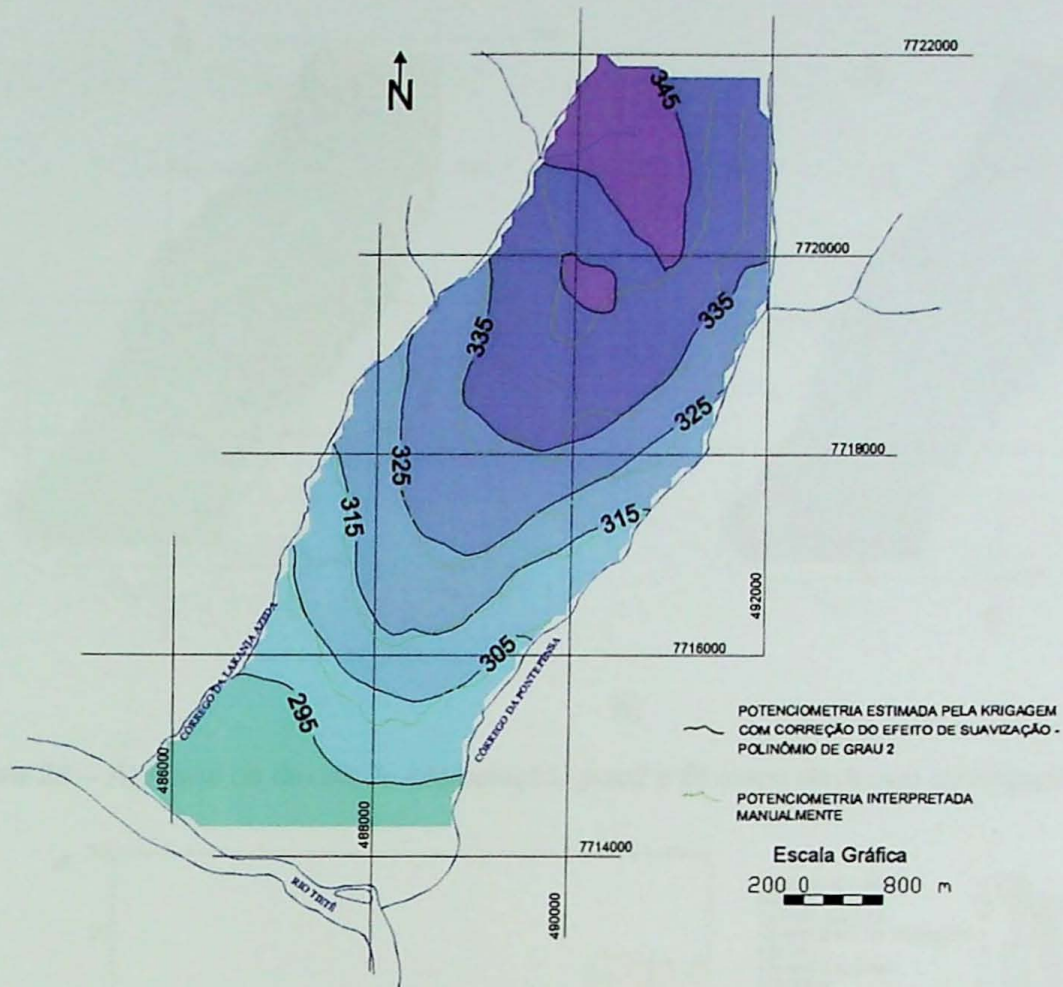 7722000
N
345
7720000
335
335
325
7718000
325
315
315
492000
7716000
305
CÓRREGO DA LARANJA AZEDA
CÓRREGO DA PONTE PENSA
295
486000
488000
7714000
RIO TIETÊ
490000
POTENCIOMETRIA ESTIMADA PELA KRIGAGEM
COM CORREÇÃO DO EFEITO DE SUAVIZAÇÃO -
POLINÔMIO DE GRAU 2
POTENCIOMETRIA INTERPRETADA
MANUALMENTE
Escala Gráfica
200 0 800 m